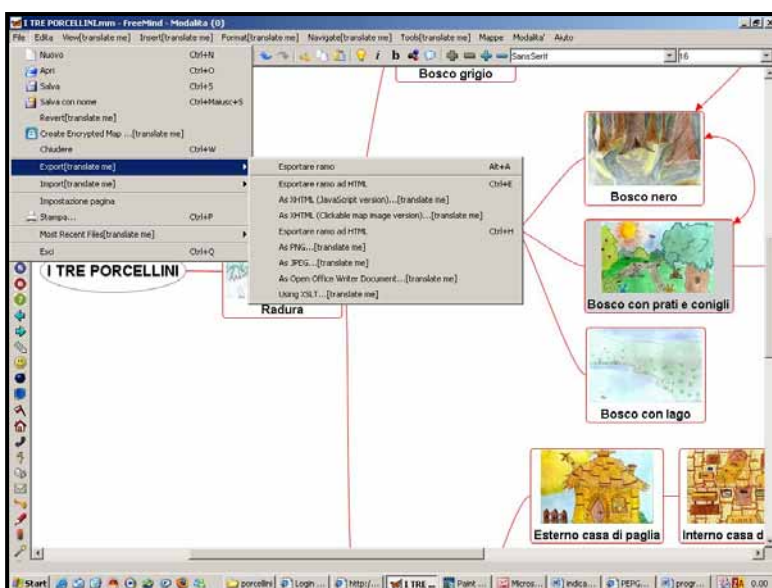 I TRE PORCELLINI.mm - FreeMind - Modalita (0)
File Edita View[translate me] Insert[translate me] Format[translate me] Navigate[translate me] Tools[translate me] Mappe Modalita' Aiuto
Nuovo Ctrl+N
Apri Ctrl+O
Salva Ctrl+S
Salva con nome Ctrl+Maiusc+S
Revert[translate me]
Create Encrypted Map ...[translate me]
Chiudere Ctrl+W
Export[translate me]
Import[translate me]
Impostazione pagina
Stampa... Ctrl+P
Most Recent Files[translate me]
Esci Ctrl+Q
Esportare ramo Alt+A
Esportare ramo ad HTML Ctrl+E
As XHTML (JavaScript version)...[translate me]
As XHTML (Clickable map image version)...[translate me]
Esportare ramo ad HTML Ctrl+H
As PNG...[translate me]
As JPEG...[translate me]
As Open Office Writer Document...[translate me]
Using XSLT...[translate me]
SansSerif 16
Bosco grigio
Bosco nero
Bosco con prati e conigli
Bosco con lago
I TRE PORCELLINI
Radura
Esterno casa di paglia
Interno casa d
Start porcellini Login ... http:/... I TRE ... Paint ... Micros... indica... PEPG... progr... 0.00